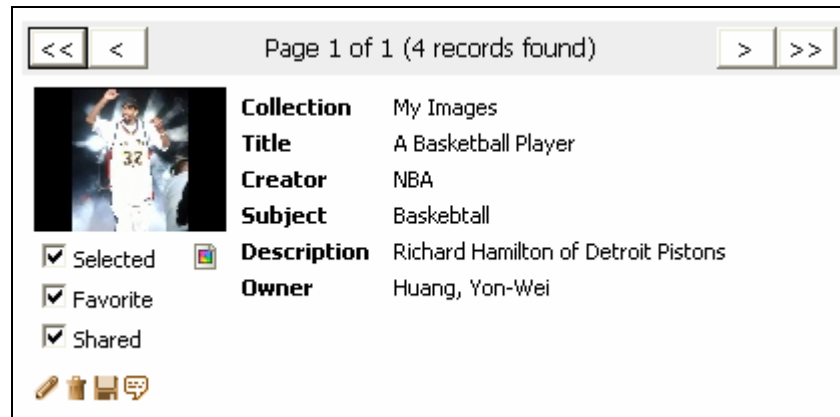 << < Page 1 of 1 (4 records found) > >>
Collection My Images
Title A Basketball Player
Creator NBA
Subject Baskebtall
Description Richard Hamilton of Detroit Pistons
Owner Huang, Yon-Wei
32
Selected
Favorite
Shared